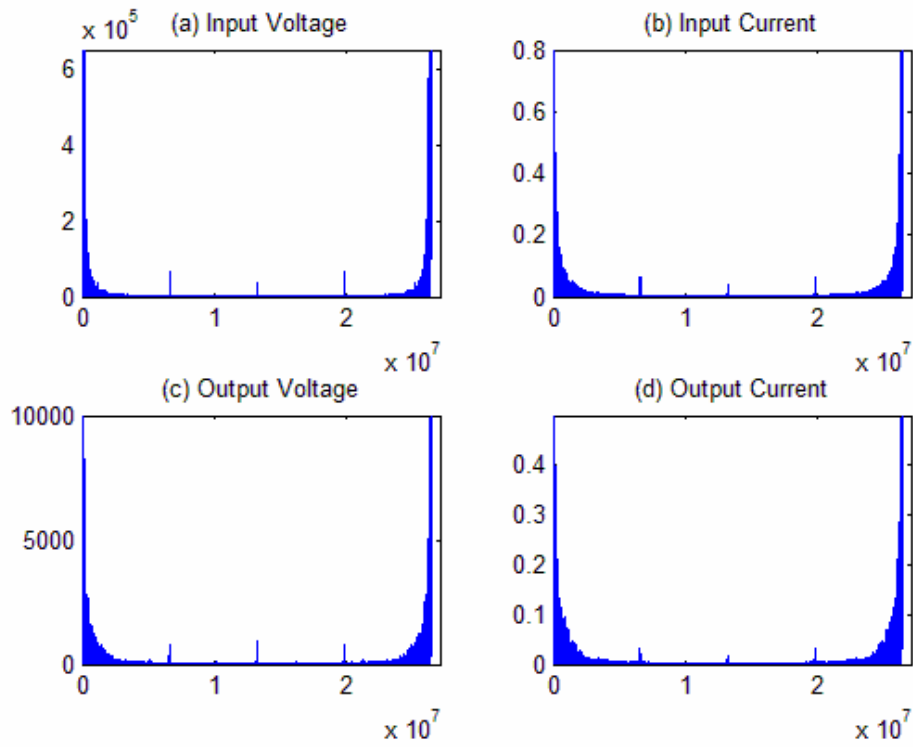 x 10^5
(a) Input Voltage
6
4
2
0
0 1 2
x 10^7
(b) Input Current
0.8
0.6
0.4
0.2
0
0 1 2
x 10^7
(c) Output Voltage
10000
5000
0
0 1 2
x 10^7
(d) Output Current
0.4
0.3
0.2
0.1
0
0 1 2
x 10^7